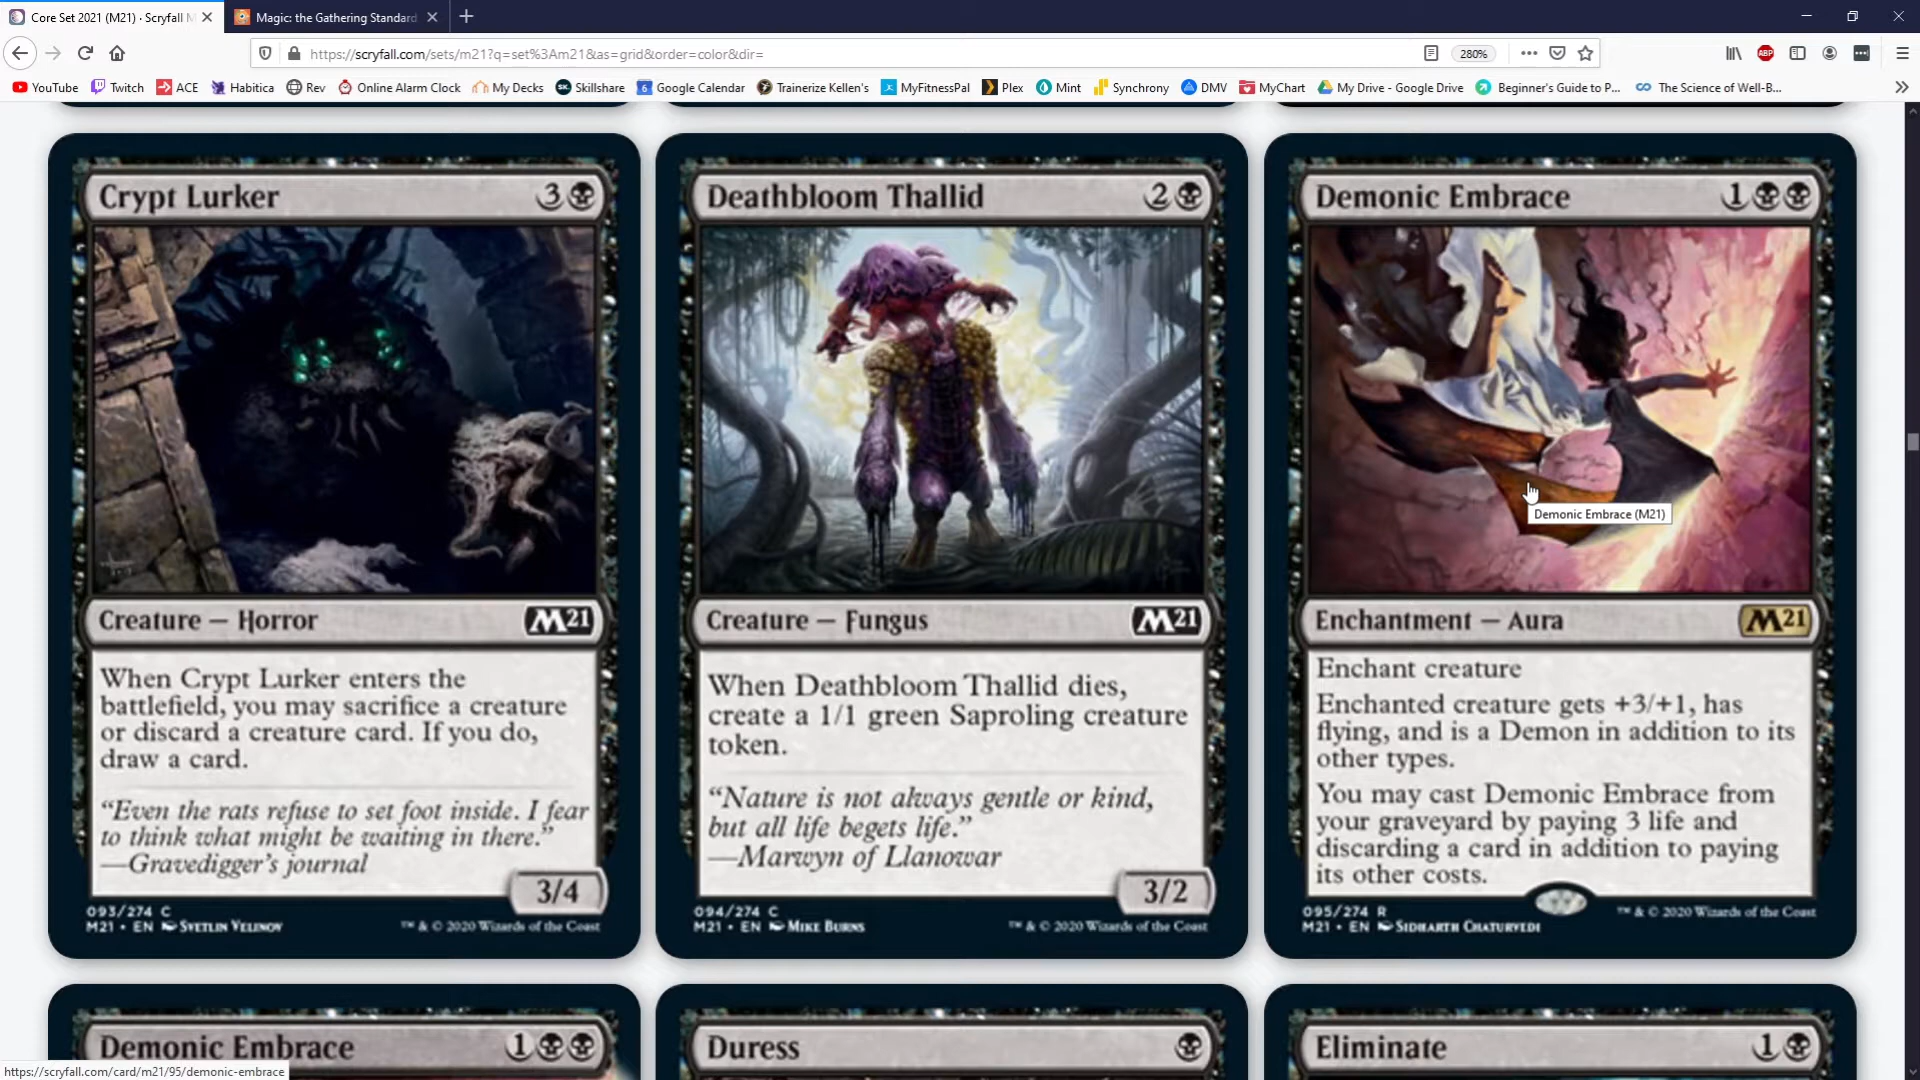 Core Set 2021 (M21) · Scryfall M
Magic: the Gathering Standard
https://scryfall.com/sets/m21?q=set%3Am21&as=grid&order=color&dir=
280%
ABP
YouTube
Twitch
ACE
Habitica
Rev
Online Alarm Clock
My Decks
SK.
Skillshare
6
Google Calendar
Trainerize Kellen's
MyFitnessPal
Plex
Mint
Synchrony
DMV
MyChart
My Drive - Google Drive
Beginner's Guide to P...
The Science of Well-B...
Crypt Lurker 3
Creature — Horror M21
When Crypt Lurker enters the
battlefield, you may sacrifice a creature
or discard a creature card. If you do,
draw a card.
“Even the rats refuse to set foot inside. I fear
to think what might be waiting in there.”
—Gravedigger's journal
3/4
093/274 C
M21 • EN Svetlin Velinov ™ & © 2020 Wizards of the Coast
Deathbloom Thallid 2
Creature — Fungus M21
When Deathbloom Thallid dies,
create a 1/1 green Saproling creature
token.
“Nature is not always gentle or kind,
but all life begets life.”
—Marwyn of Llanowar
3/2
094/274 C
M21 • EN Mike Burns ™ & © 2020 Wizards of the Coast
Demonic Embrace 1
Demonic Embrace (M21)
Enchantment — Aura M21
Enchant creature
Enchanted creature gets +3/+1, has
flying, and is a Demon in addition to its
other types.
You may cast Demonic Embrace from
your graveyard by paying 3 life and
discarding a card in addition to paying
its other costs.
095/274 R
M21 • EN Sidharth Chaturvedi ™ & © 2020 Wizards of the Coast
Demonic Embrace 1
Duress
Eliminate 1
https://scryfall.com/card/m21/95/demonic-embrace